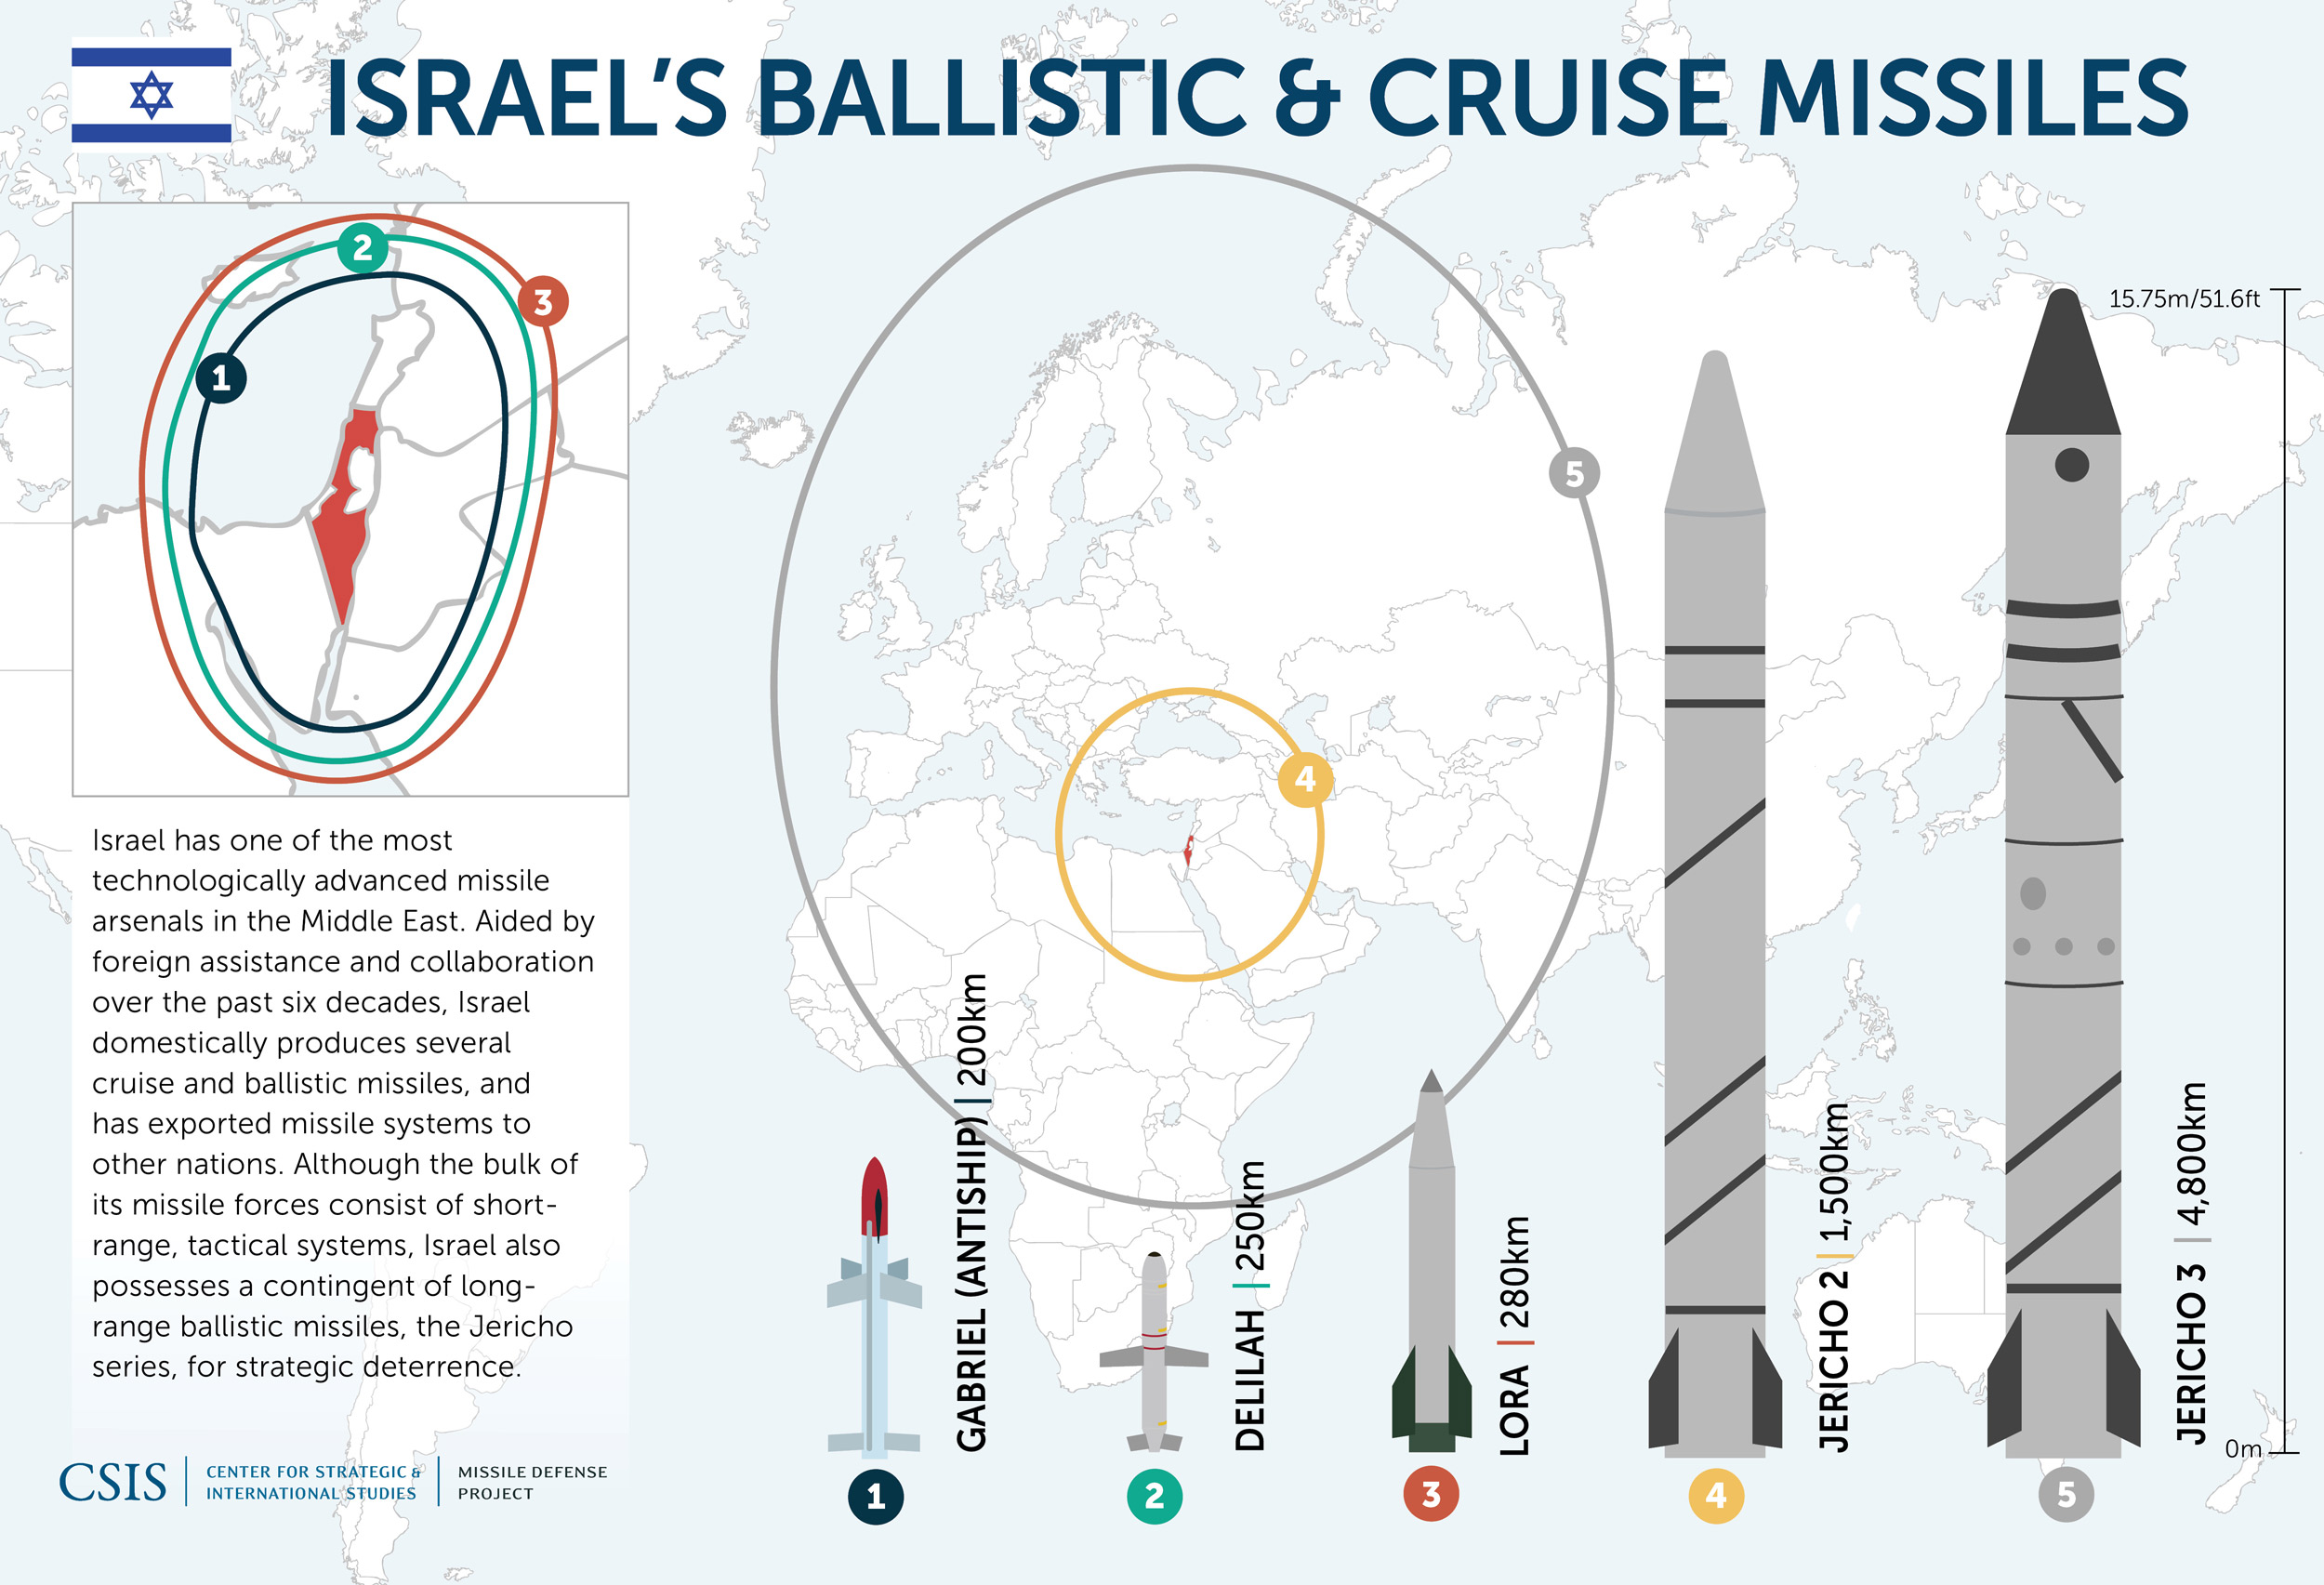 ISRAEL’S BALLISTIC & CRUISE MISSILES
2
3
1
Israel has one of the most
technologically advanced missile
arsenals in the Middle East. Aided by
foreign assistance and collaboration
over the past six decades, Israel
domestically produces several
cruise and ballistic missiles, and
has exported missile systems to
other nations. Although the bulk of
its missile forces consist of short-
range, tactical systems, Israel also
possesses a contingent of long-
range ballistic missiles, the Jericho
series, for strategic deterrence.
CSIS
CENTER FOR STRATEGIC &
INTERNATIONAL STUDIES
MISSILE DEFENSE
PROJECT
5
4
15.75m/51.6ft
0m
GABRIEL (ANTISHIP) | 200km
1
DELILAH | 250km
2
LORA | 280km
3
JERICHO 2 | 1,500km
4
JERICHO 3 | 4,800km
5